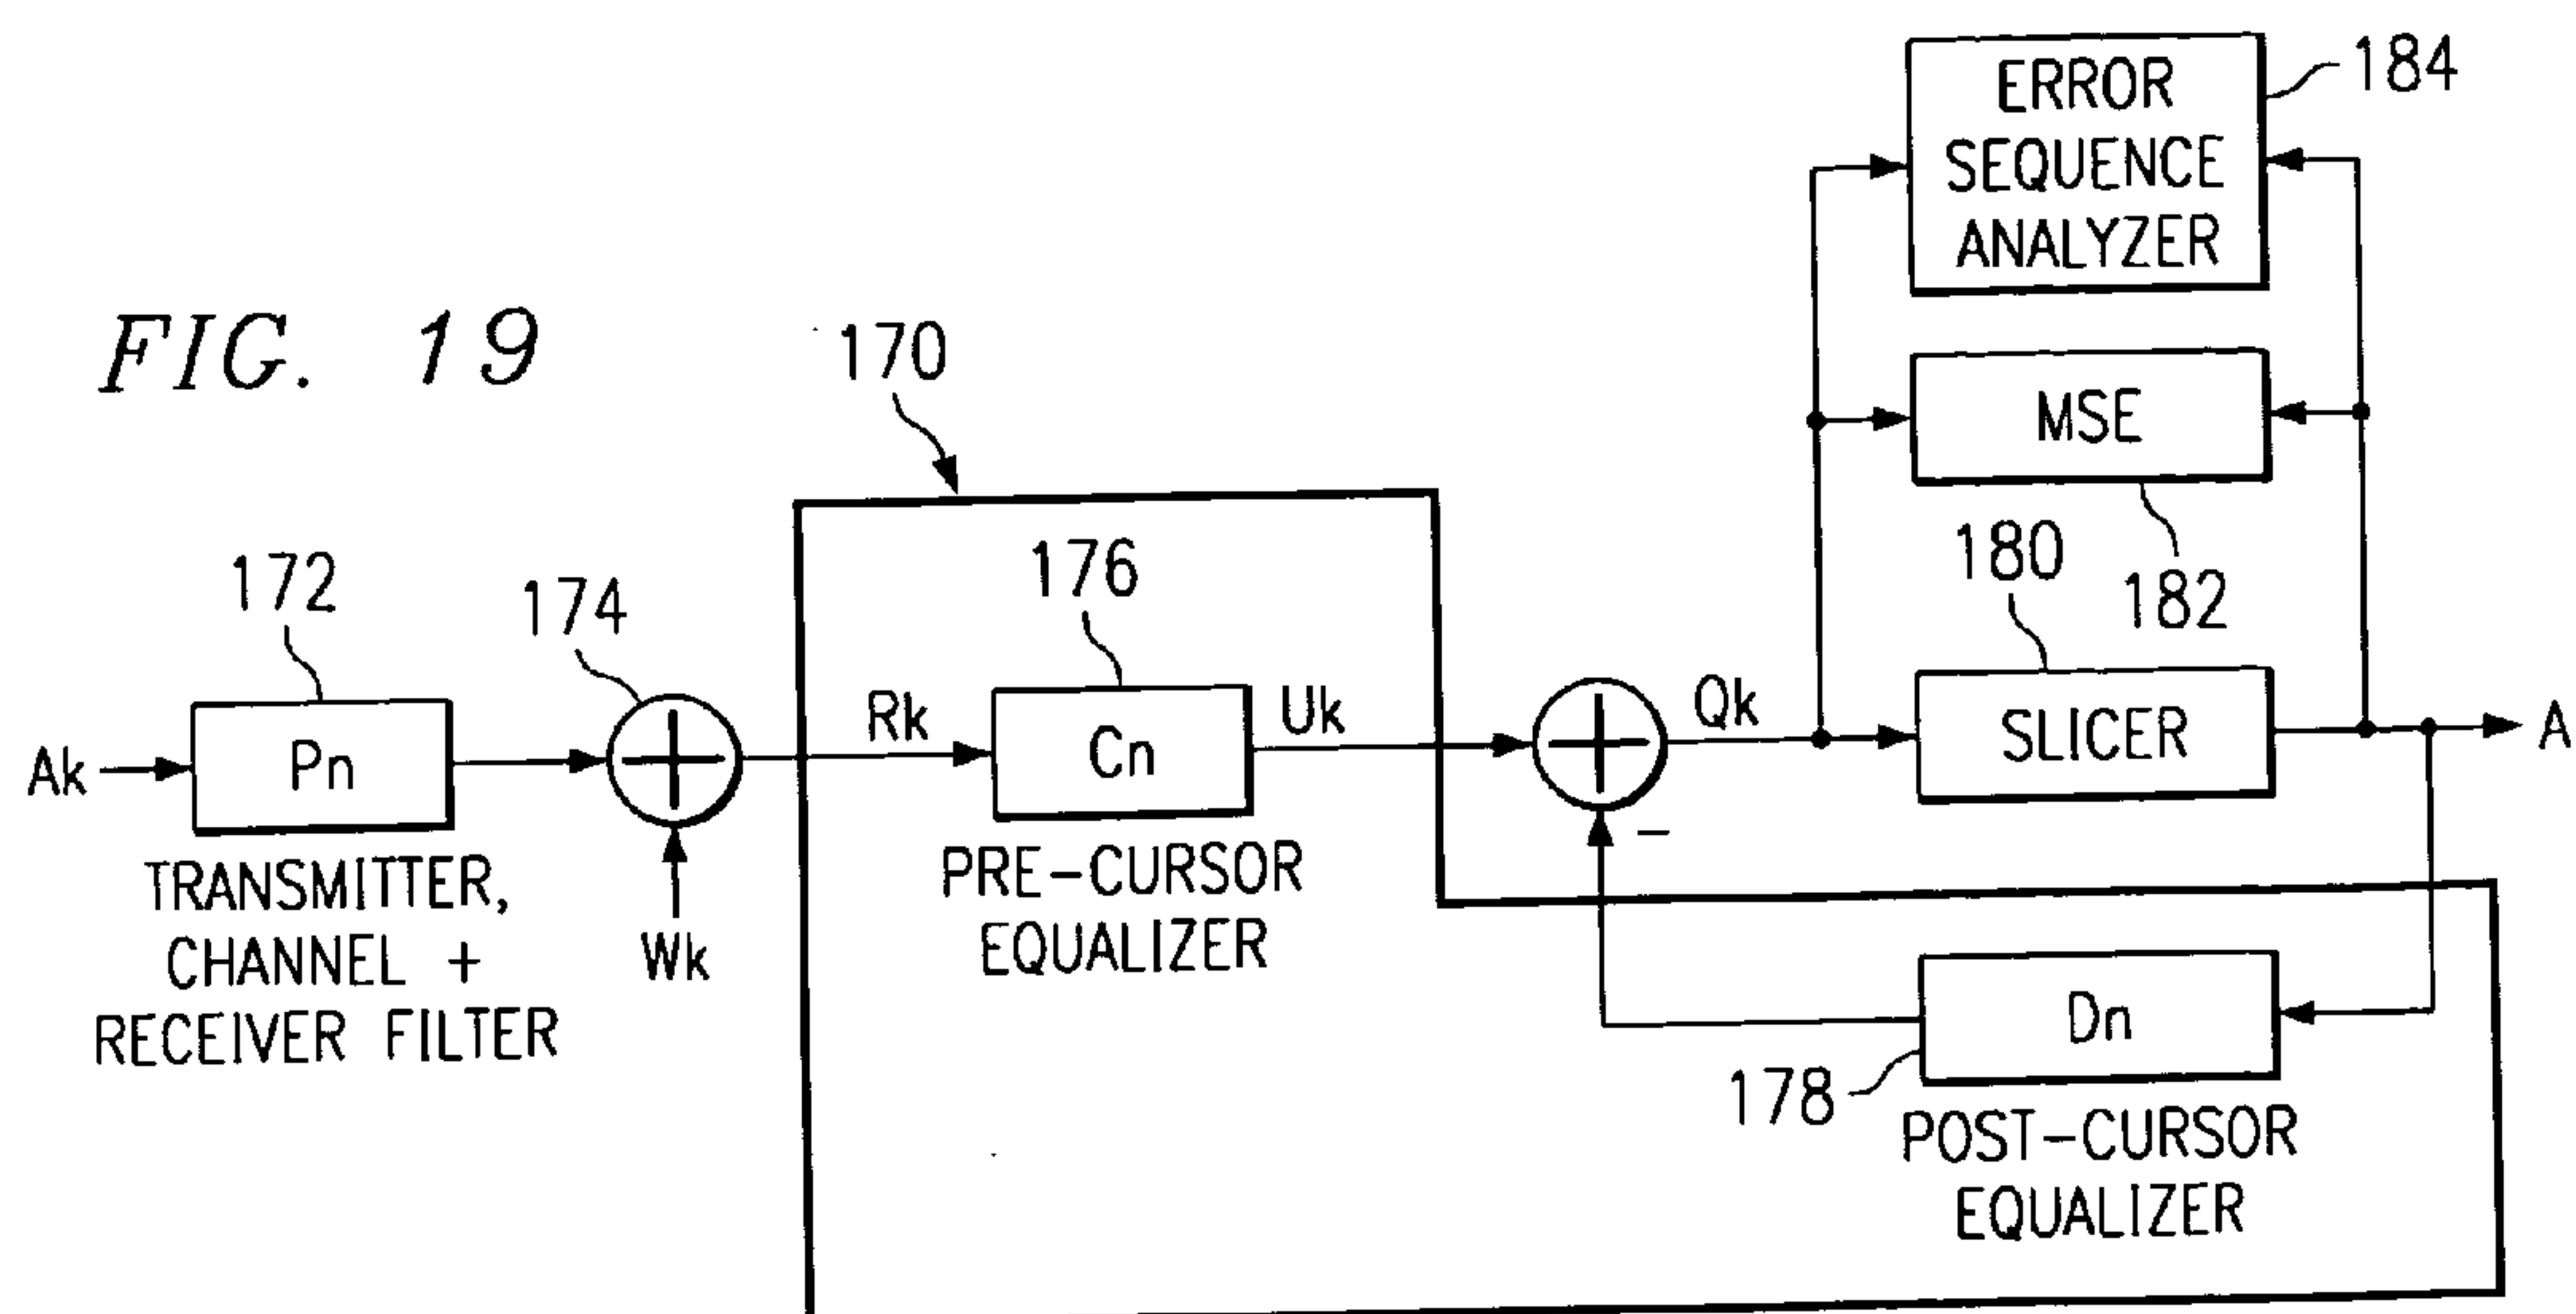 FIG. 19
ERROR
SEQUENCE
ANALYZER
184
MSE
182
170
172
174
176
180
Ak
Pn
Rk
Cn
Uk
Qk
SLICER
A
TRANSMITTER,
CHANNEL +
RECEIVER FILTER
Wk
PRE-CURSOR
EQUALIZER
-
Dn
178
POST-CURSOR
EQUALIZER